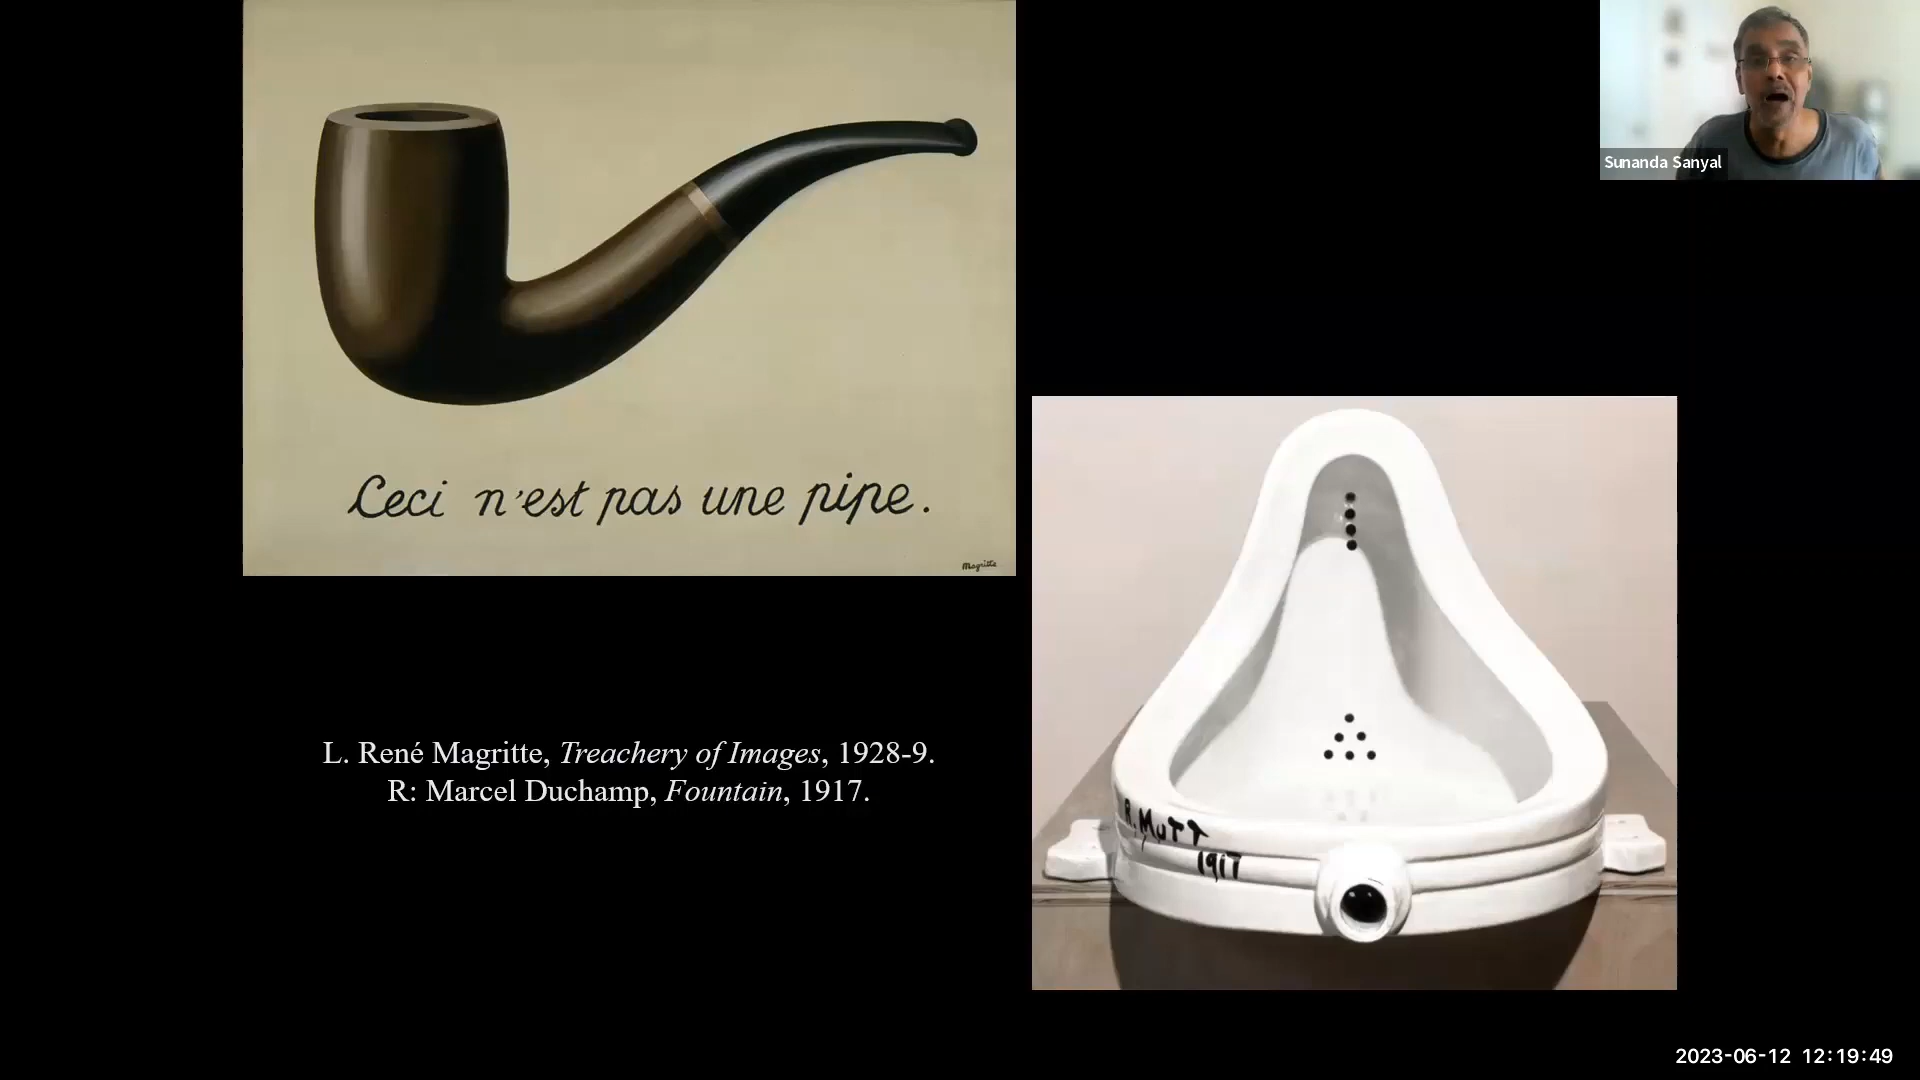 Sunanda Sanyal
Ceci n'est pas une pipe.
Magritte
L. René Magritte, Treachery of Images, 1928-9.
R: Marcel Duchamp, Fountain, 1917.
R. MUTT
1917
2023-06-12 12:19:49